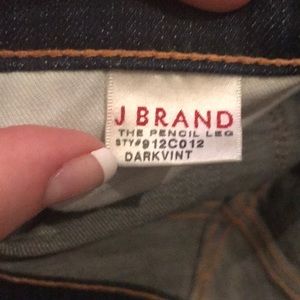 J BRAND
THE PENCIL LEG
STY#912C012
DARKVINT